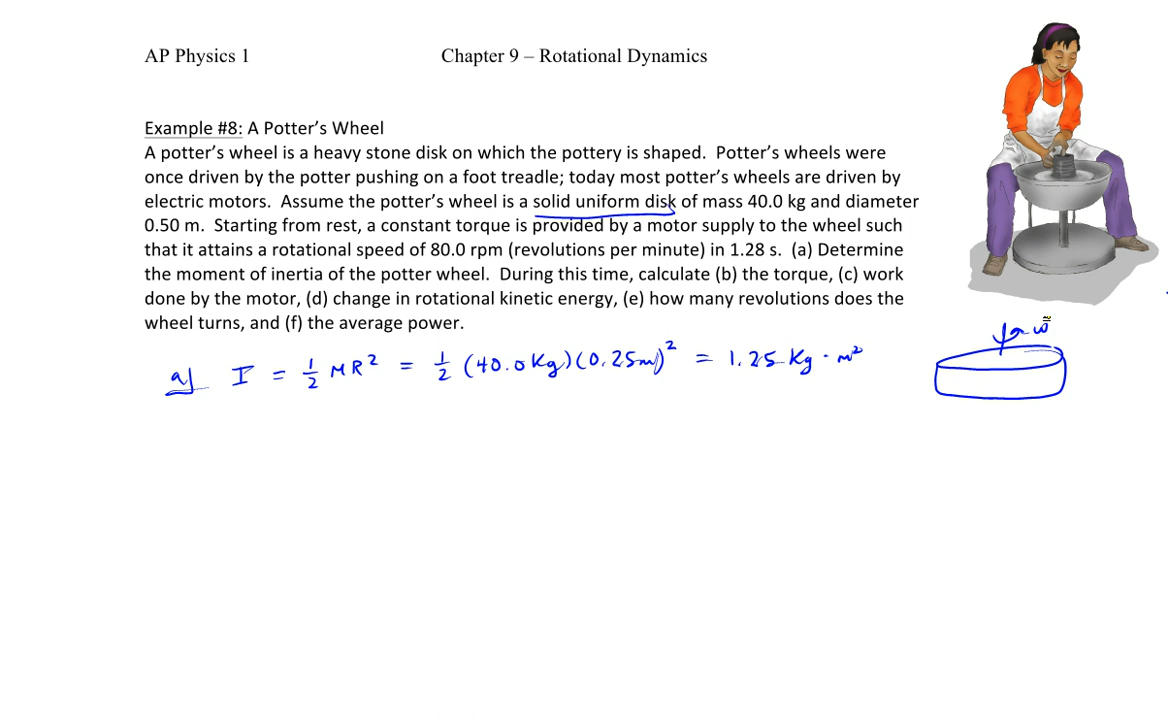 AP Physics 1 Chapter 9 – Rotational Dynamics
Example #8: A Potter's Wheel
A potter's wheel is a heavy stone disk on which the pottery is shaped. Potter's wheels were
once driven by the potter pushing on a foot treadle; today most potter's wheels are driven by
electric motors. Assume the potter's wheel is a solid uniform disk of mass 40.0 kg and diameter
0.50 m. Starting from rest, a constant torque is provided by a motor supply to the wheel such
that it attains a rotational speed of 80.0 rpm (revolutions per minute) in 1.28 s. (a) Determine
the moment of inertia of the potter wheel. During this time, calculate (b) the torque, (c) work
done by the motor, (d) change in rotational kinetic energy, (e) how many revolutions does the
wheel turns, and (f) the average power.
ω
a) I = 1/2 MR² = 1/2 (40.0 Kg)(0.25m)² = 1.25 Kg · m²